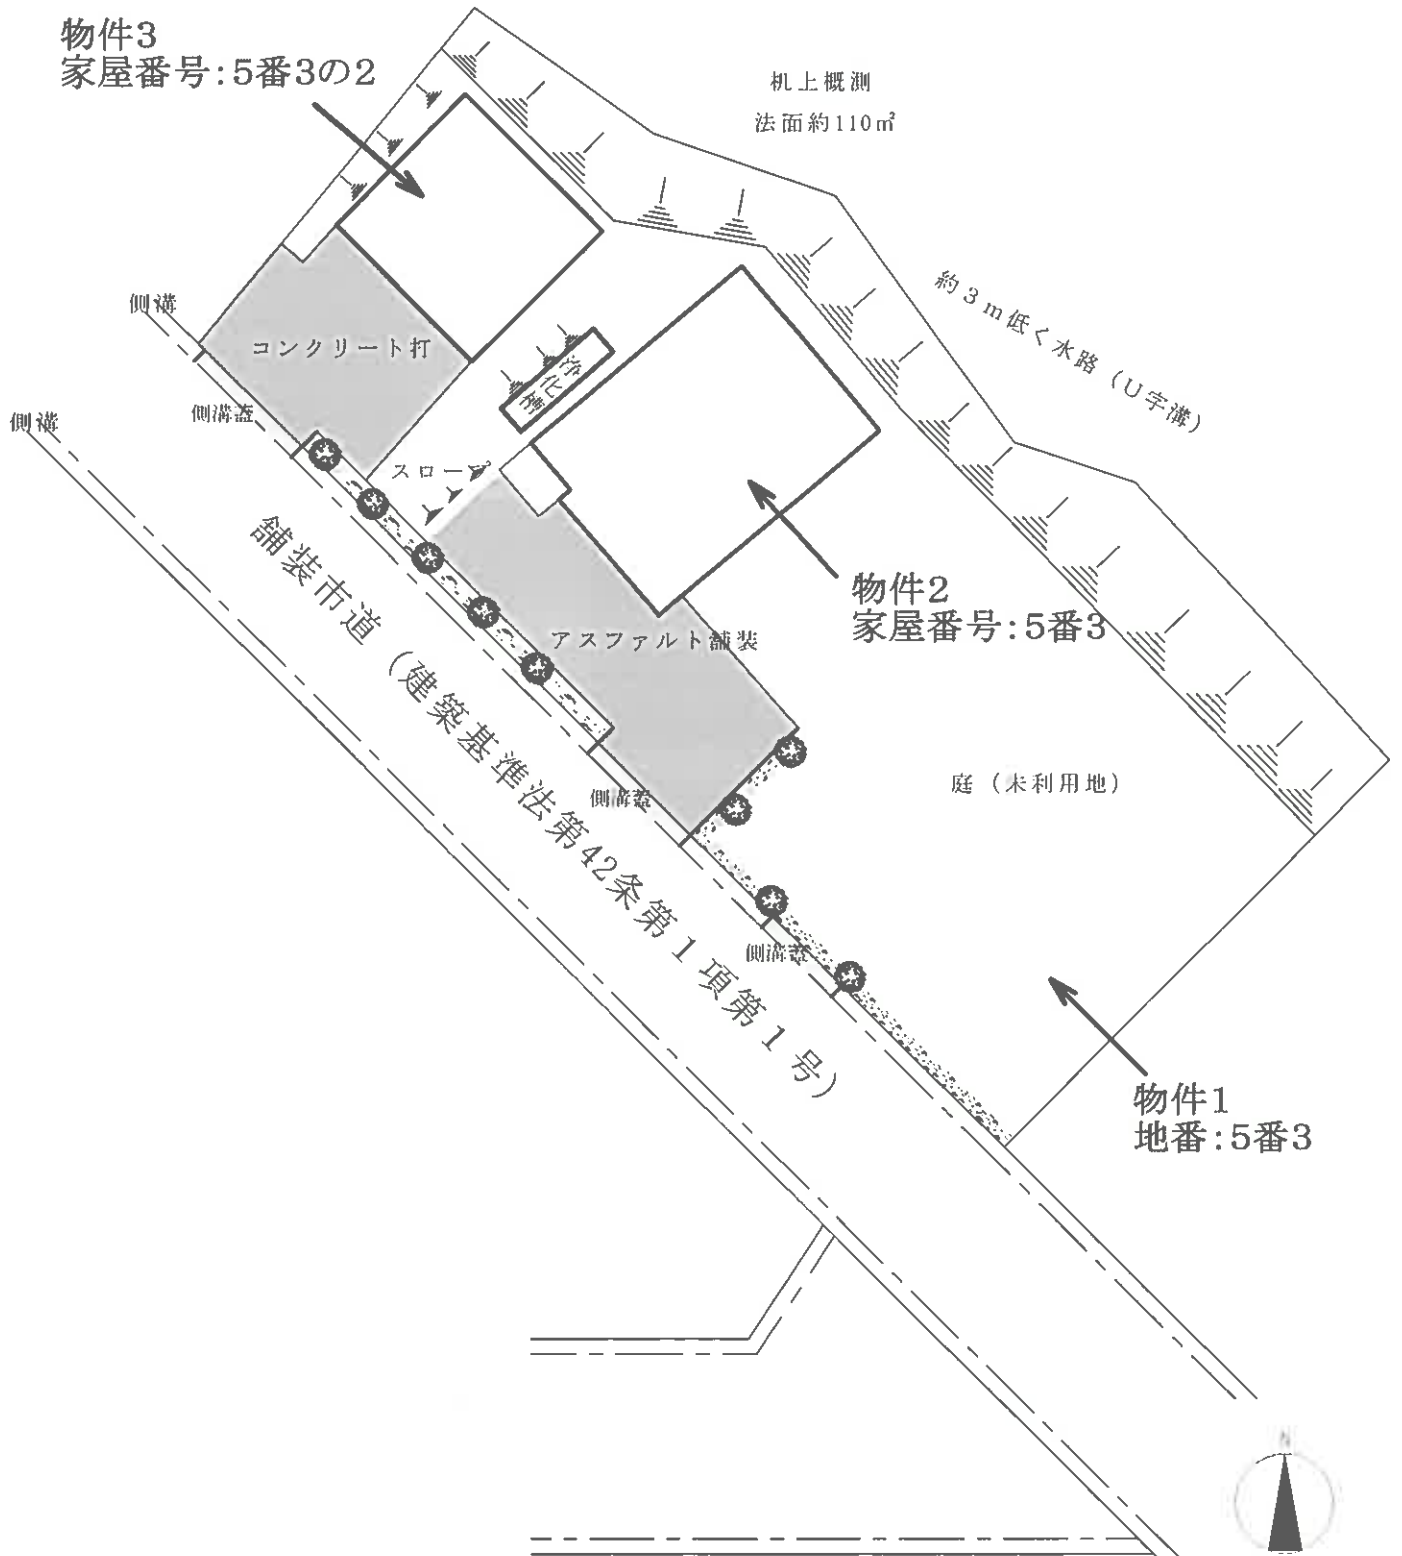 物件3
家屋番号:5番3の2
机上概測
法面約110㎡
約3m低く水路(U字溝)
側溝
コンクリート打
浄化槽
側溝蓋
側溝
スロープ
物件2
家屋番号:5番3
アスファルト舗装
舗装市道(建築基準法第42条第1項第1号)
庭(未利用地)
側溝蓋
側溝蓋
物件1
地番:5番3
N